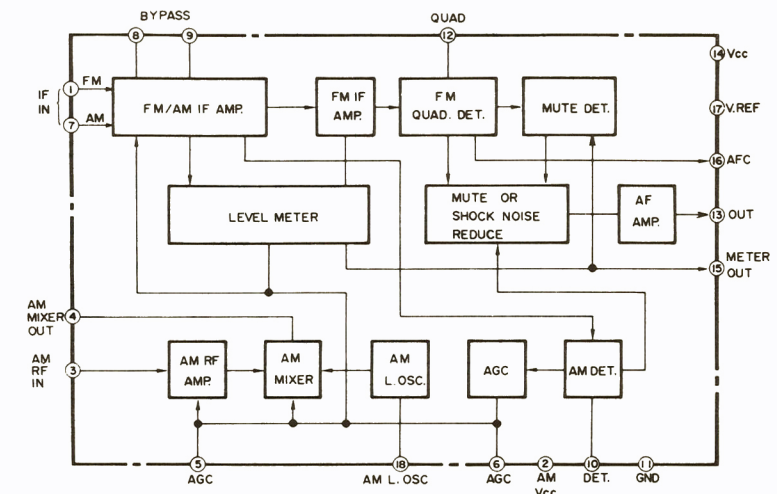 BYPASS
QUAD
8
9
12
14 Vcc
IF IN
1
FM
7
AM
FM/AM IF AMP.
FM IF
AMP.
FM
QUAD. DET.
MUTE DET.
17 V.REF
16 AFC
LEVEL METER
MUTE OR
SHOCK NOISE
REDUCE
AF
AMP.
13 OUT
15
METER
OUT
AM
MIXER
OUT
4
AM
RF
IN
3
AM RF
AMP.
AM
MIXER
AM
L. OSC.
AGC
AM DET.
5
18
6
2
10
11
AGC
AM L. OSC
AGC
AM
Vcc
DET.
GND